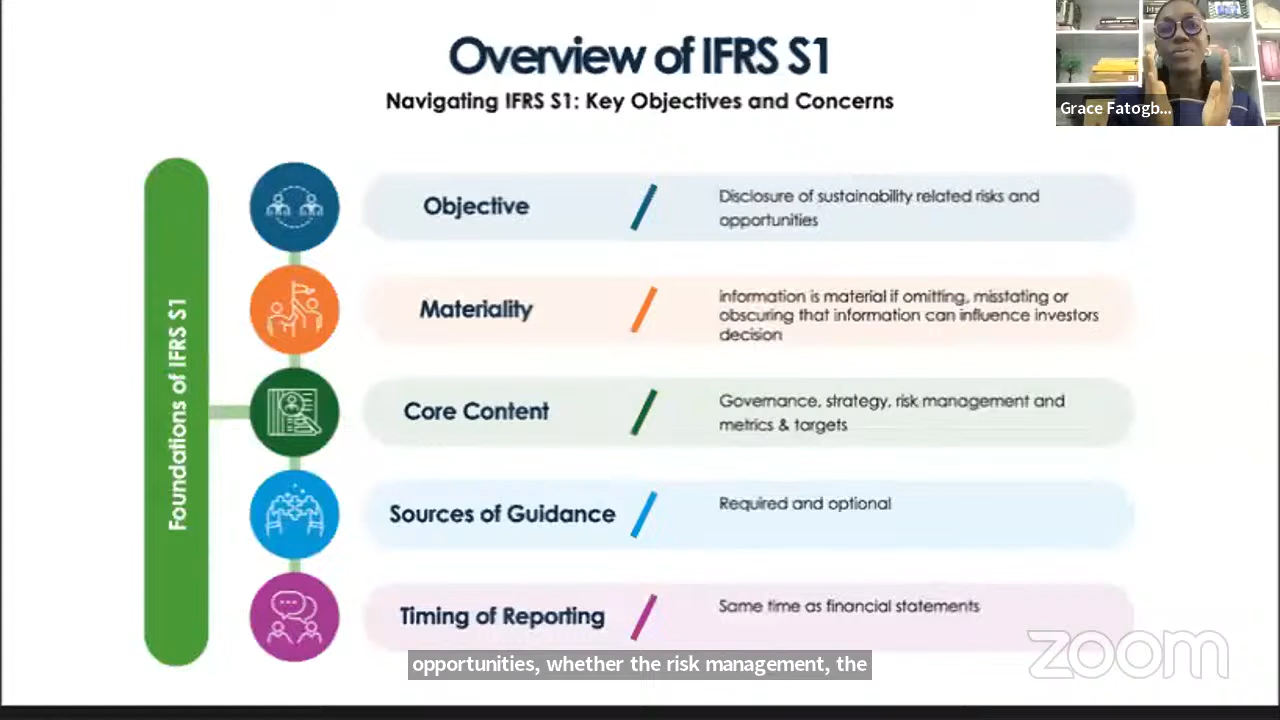 Overview of IFRS S1
Navigating IFRS S1: Key Objectives and Concerns
Grace Fatogb...
Foundations of IFRS S1
Objective
Disclosure of sustainability related risks and
opportunities
Materiality
Information is material if omitting, misstating or
obscuring that information can influence investors
decision
Core Content
Governance, strategy, risk management and
metrics & targets
Sources of Guidance
Required and optional
Timing of Reporting
Same time as financial statements
opportunities, whether the risk management, the
zoom